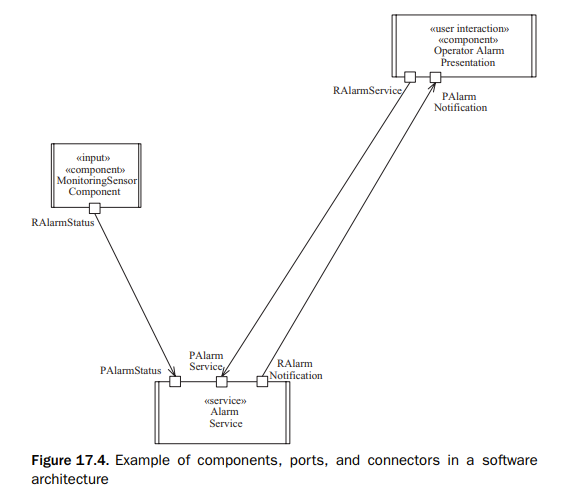 «user interaction»
«component»
Operator Alarm
Presentation
RAlarmService
PAlarm
Notification
«input»
«component»
MonitoringSensor
Component
RAlarmStatus
PAlarmStatus
PAlarm
Service
RAlarm
Notification
«service»
Alarm
Service
Figure 17.4. Example of components, ports, and connectors in a software
architecture